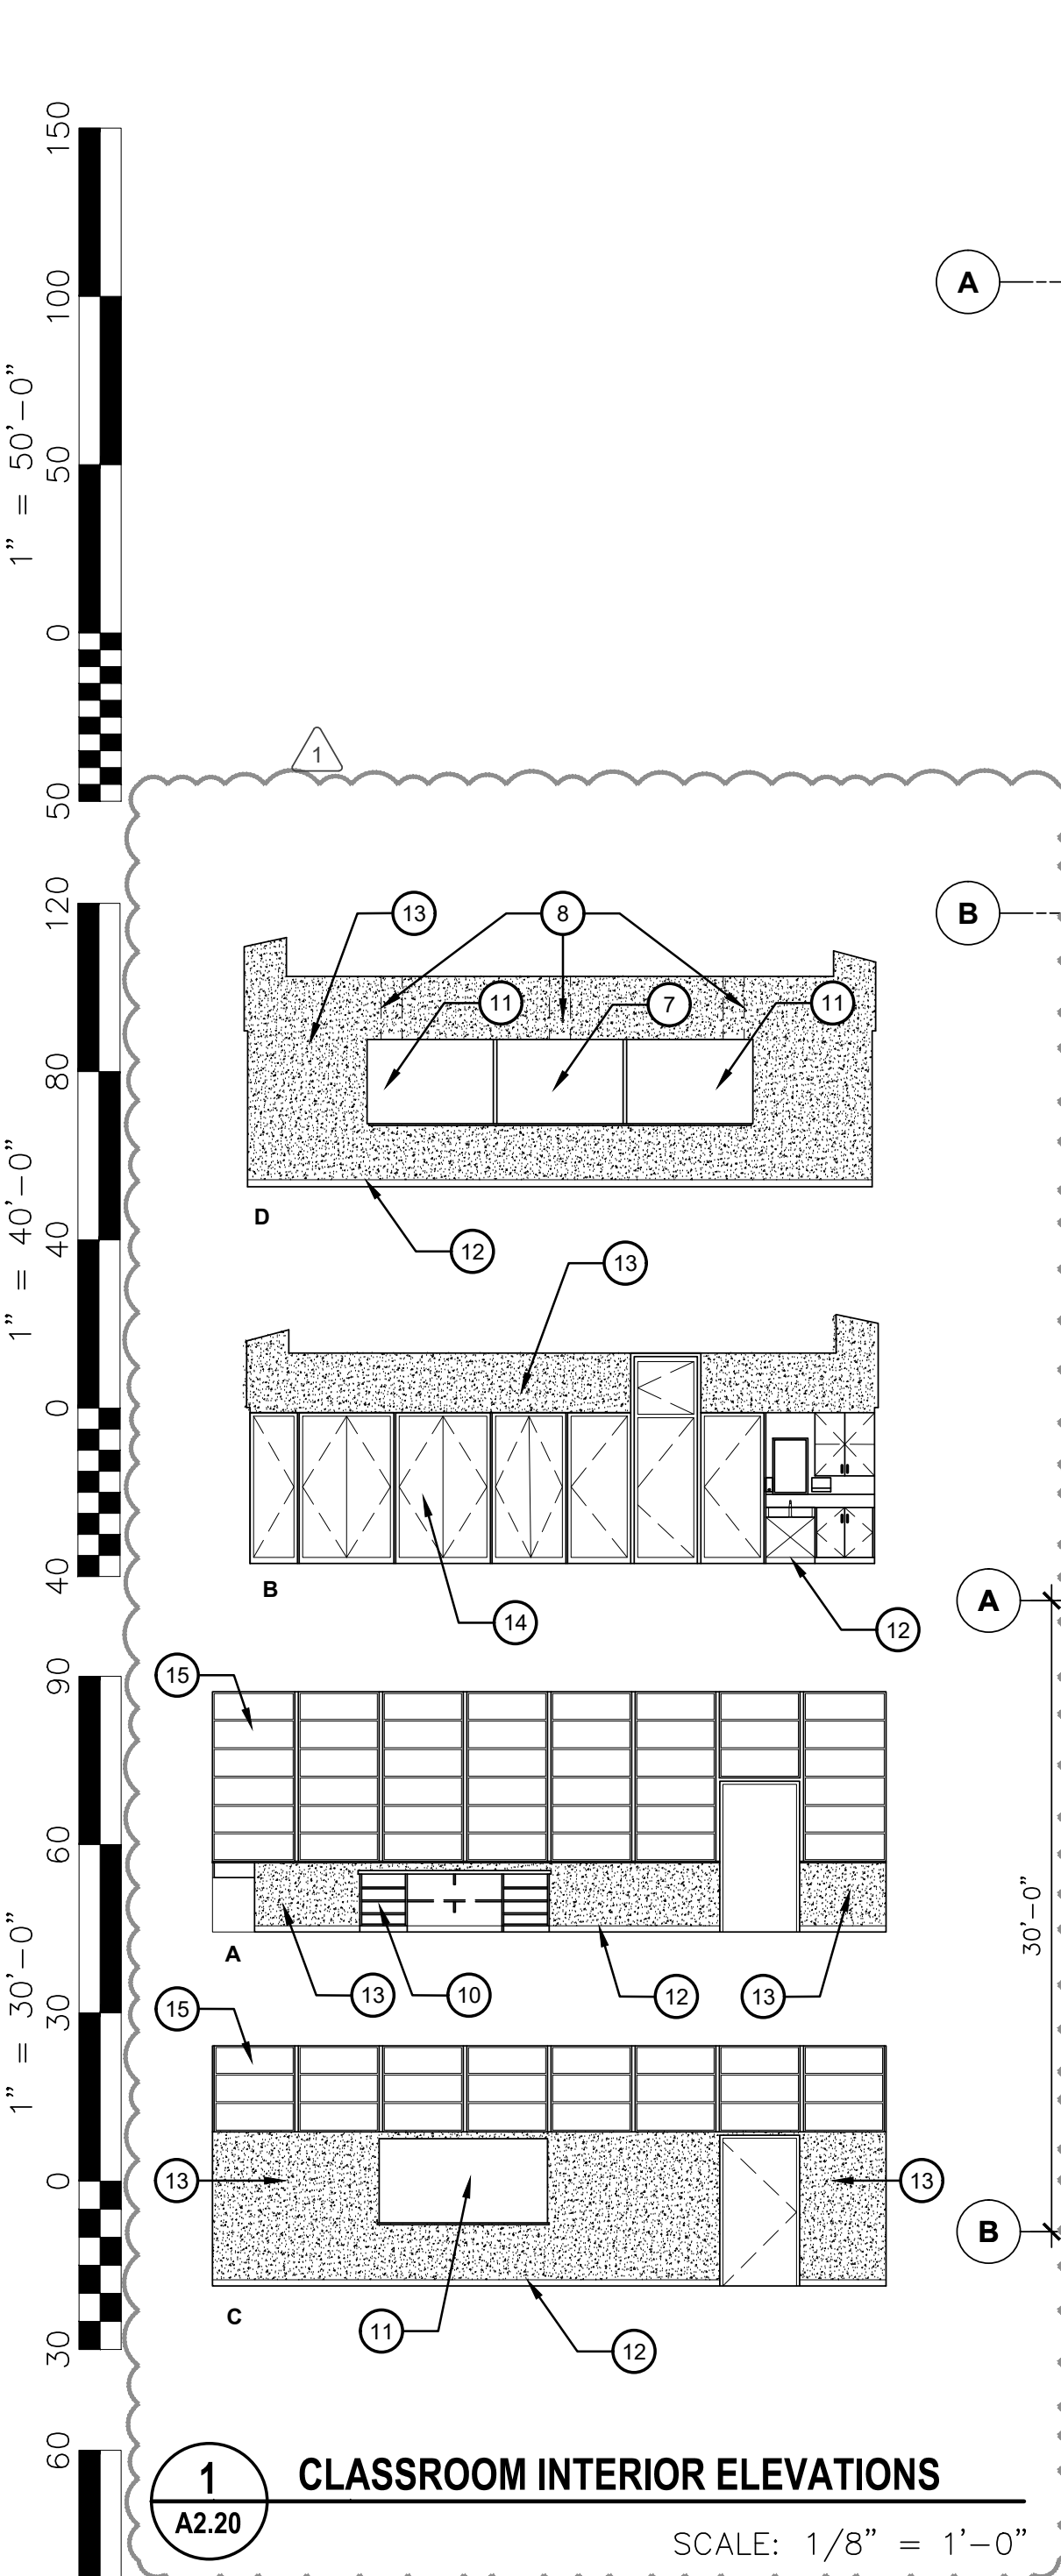 150
100
50
0
50
1" = 50'-0"
120
80
40
0
40
1" = 40'-0"
90
60
30
0
30
1" = 30'-0"
60
A
B
1
13
8
11
7
11
D
12
13
B
14
12
A
15
A
13
10
12
13
30'-0"
15
13
13
B
C
11
12
1
A2.20
CLASSROOM INTERIOR ELEVATIONS
SCALE: 1/8" = 1'-0"